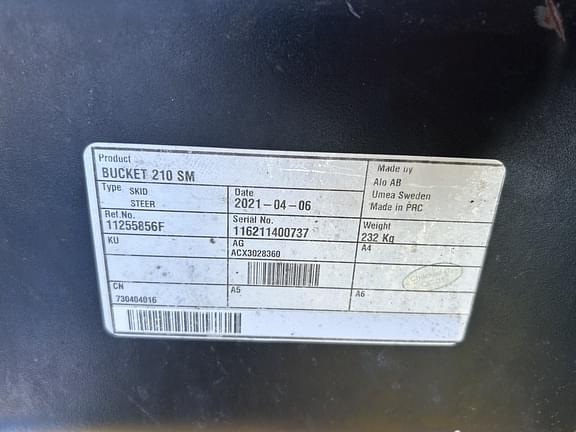 Product
BUCKET 210 SM
Made by
Alo AB
Umea Sweden
Made in PRC
Type SKID
STEER
Date
2021-04-06
Ref.No.
11255856F
Serial No.
116211400737
Weight
232 Kg
KU
AG
ACX3028360
A4
CN
730404016
A5
A6